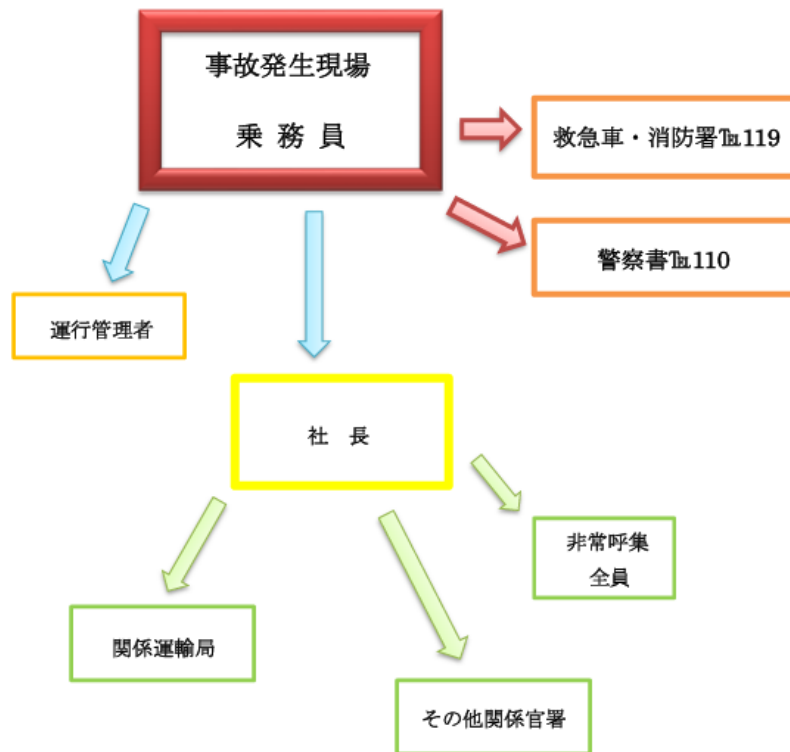 事故発生現場
乗 務 員
救急車・消防署℡119
警察書℡110
運行管理者
社　長
非常呼集
全員
関係運輸局
その他関係官署